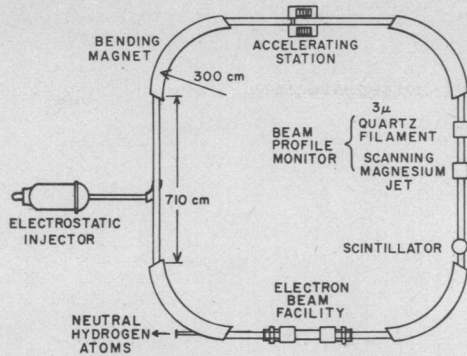 BENDING
MAGNET
ACCELERATING
STATION
300 cm
3μ
QUARTZ
FILAMENT
BEAM
PROFILE
MONITOR
SCANNING
MAGNESIUM
JET
710 cm
ELECTROSTATIC
INJECTOR
SCINTILLATOR
ELECTRON
BEAM
FACILITY
NEUTRAL
HYDROGEN
ATOMS